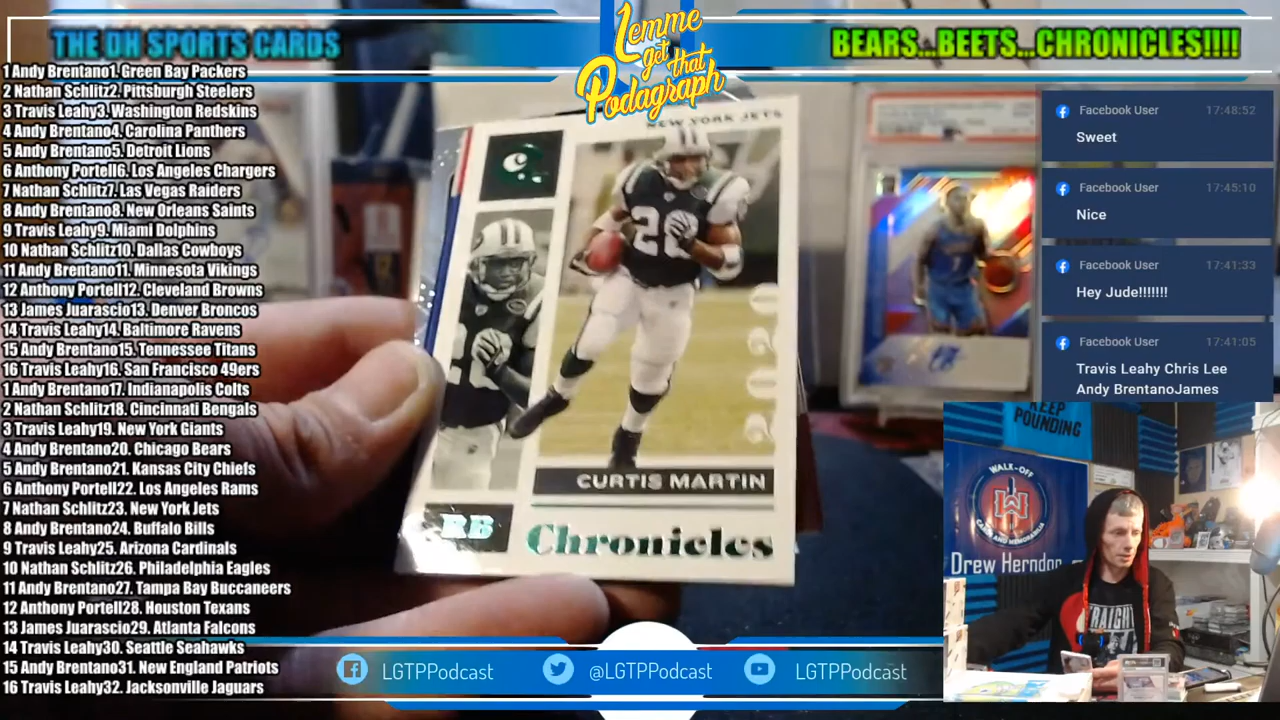 THE DH SPORTS CARDS
Lemme
get
that
Podagraph
BEARS...BEETS...CHRONICLES!!!!
1 Andy Brentano1. Green Bay Packers
2 Nathan Schlitz2. Pittsburgh Steelers
3 Travis Leahy3. Washington Redskins
4 Andy Brentano4. Carolina Panthers
5 Andy Brentano5. Detroit Lions
6 Anthony Portell6. Los Angeles Chargers
7 Nathan Schlitz7. Las Vegas Raiders
8 Andy Brentano8. New Orleans Saints
9 Travis Leahy9. Miami Dolphins
10 Nathan Schlitz10. Dallas Cowboys
11 Andy Brentano11. Minnesota Vikings
12 Anthony Portell12. Cleveland Browns
13 James Juarascio13. Denver Broncos
14 Travis Leahy14. Baltimore Ravens
15 Andy Brentano15. Tennessee Titans
16 Travis Leahy16. San Francisco 49ers
1 Andy Brentano17. Indianapolis Colts
2 Nathan Schlitz18. Cincinnati Bengals
3 Travis Leahy19. New York Giants
4 Andy Brentano20. Chicago Bears
5 Andy Brentano21. Kansas City Chiefs
6 Anthony Portell22. Los Angeles Rams
7 Nathan Schlitz23. New York Jets
8 Andy Brentano24. Buffalo Bills
9 Travis Leahy25. Arizona Cardinals
10 Nathan Schlitz26. Philadelphia Eagles
11 Andy Brentano27. Tampa Bay Buccaneers
12 Anthony Portell28. Houston Texans
13 James Juarascio29. Atlanta Falcons
14 Travis Leahy30. Seattle Seahawks
15 Andy Brentano31. New England Patriots
16 Travis Leahy32. Jacksonville Jaguars
NEW YORK JETS
28
2020
CURTIS MARTIN
RB
Chronicles
Facebook User 17:48:52
Sweet
Facebook User 17:45:10
Nice
Facebook User 17:41:33
Hey Jude!!!!!!!
Facebook User 17:41:05
Travis Leahy Chris Lee
Andy BrentanoJames
KEEP
POUNDING
WALK-OFF
Drew Herndon
LGTPPodcast
@LGTPPodcast
LGTPPodcast